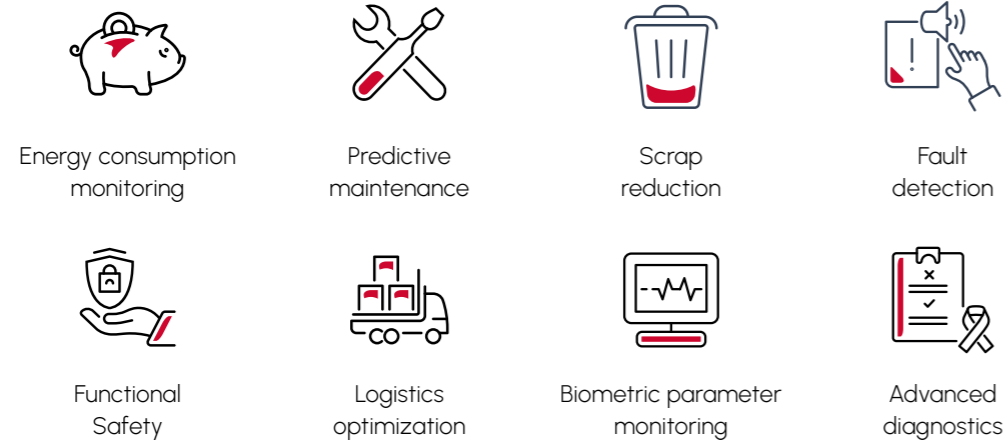 Energy consumption
monitoring
Predictive
maintenance
Scrap
reduction
Fault
detection
Functional
Safety
Logistics
optimization
Biometric parameter
monitoring
Advanced
diagnostics